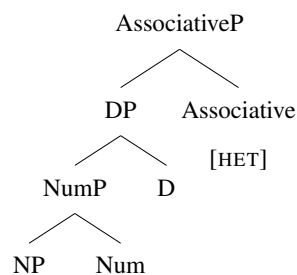 AssociativeP
DP Associative
[HET]
NumP D
NP Num